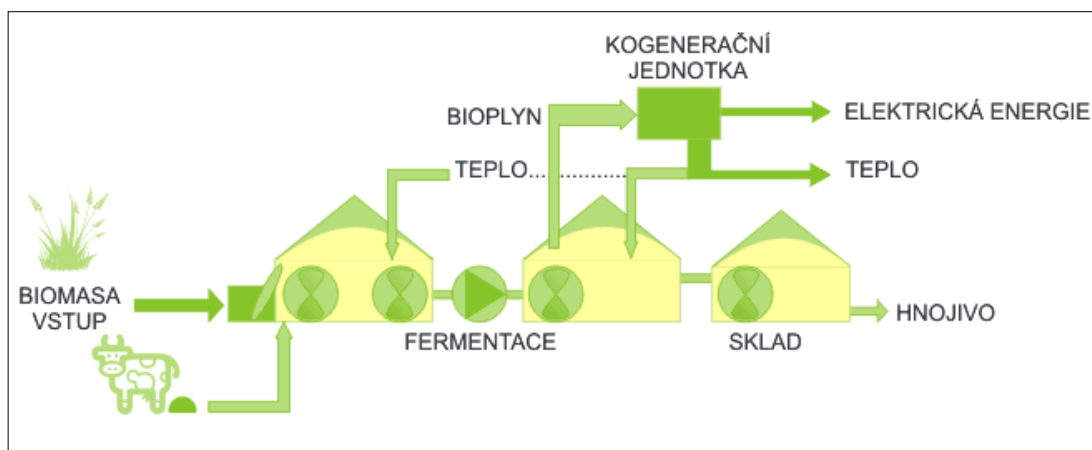 KOGENERAČNÍ
JEDNOTKA
BIOPLYN
ELEKTRICKÁ ENERGIE
TEPLO
TEPLO
BIOMASA
VSTUP
FERMENTACE
SKLAD
HNOJIVO